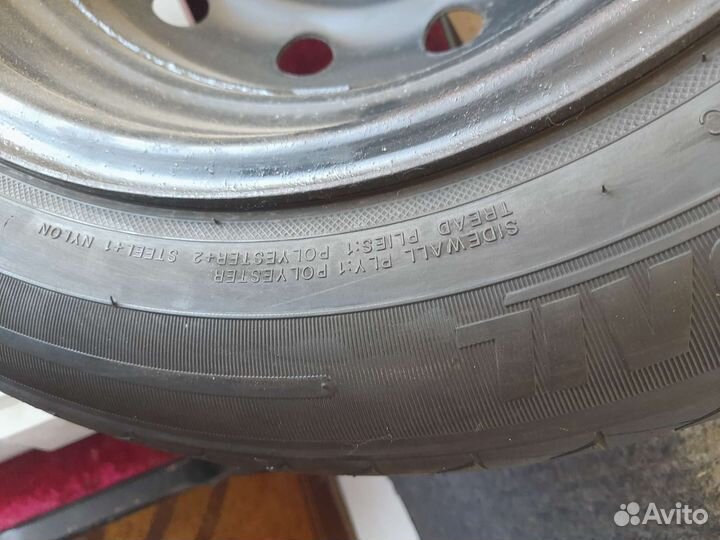 SIDEWALL PLY:1 POLYESTER
TREAD PLIES:1 POLYESTER+2 STEEL+1 NYLON
Avito